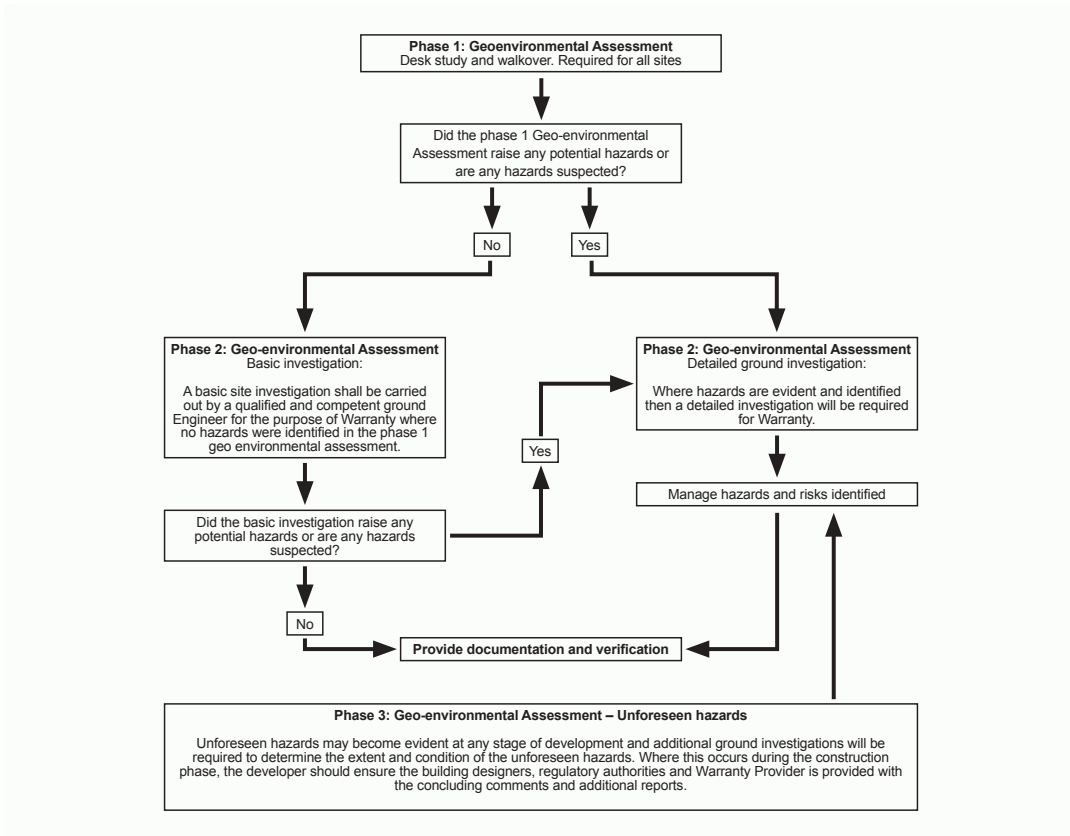 Phase 1: Geoenvironmental Assessment
Desk study and walkover. Required for all sites
Did the phase 1 Geo-environmental
Assessment raise any potential hazards or
are any hazards suspected?
No
Yes
Phase 2: Geo-environmental Assessment
Basic investigation:
A basic site investigation shall be carried
out by a qualified and competent ground
Engineer for the purpose of Warranty where
no hazards were identified in the phase 1
geo environmental assessment.
Phase 2: Geo-environmental Assessment
Detailed ground investigation:
Where hazards are evident and identified
then a detailed investigation will be required
for Warranty.
Yes
Manage hazards and risks identified
Did the basic investigation raise any
potential hazards or are any hazards
suspected?
No
Provide documentation and verification
Phase 3: Geo-environmental Assessment – Unforeseen hazards
Unforeseen hazards may become evident at any stage of development and additional ground investigations will be
required to determine the extent and condition of the unforeseen hazards. Where this occurs during the construction
phase, the developer should ensure the building designers, regulatory authorities and Warranty Provider is provided with
the concluding comments and additional reports.